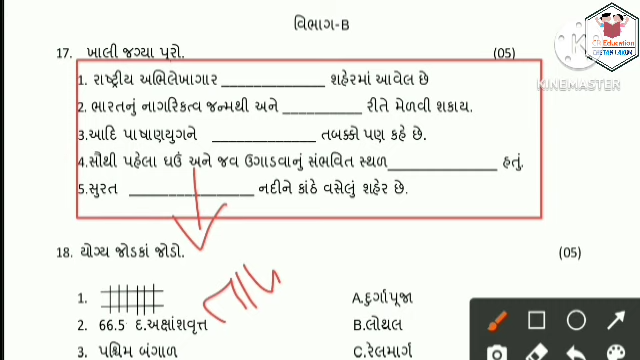 વિભાગ-B
17. ખાલી જગ્યા પૂરો. (05)
1. રાષ્ટ્રીય અભિલેખાગાર ____________ શહેરમાં આવેલ છે
2. ભારતનું નાગરિકત્વ જન્મથી અને __________ રીતે મેળવી શકાય.
3.આદિ પાષાણયુગને ____________ તબક્કો પણ કહે છે.
4.સૌથી પહેલા ઘઉં અને જવ ઉગાડવાનું સંભવિત સ્થળ____________ હતું.
5.સુરત ______________ નદીને કાંઠે વસેલું શહેર છે.
18. યોગ્ય જોડકાં જોડો. (05)
1. A.દુર્ગાપૂજા
2. 66.5 દ.અક્ષાંશવૃત્ત B.લોથલ
3. પશ્ચિમ બંગાળ C.રેલમાર્ગ
KINEMASTER